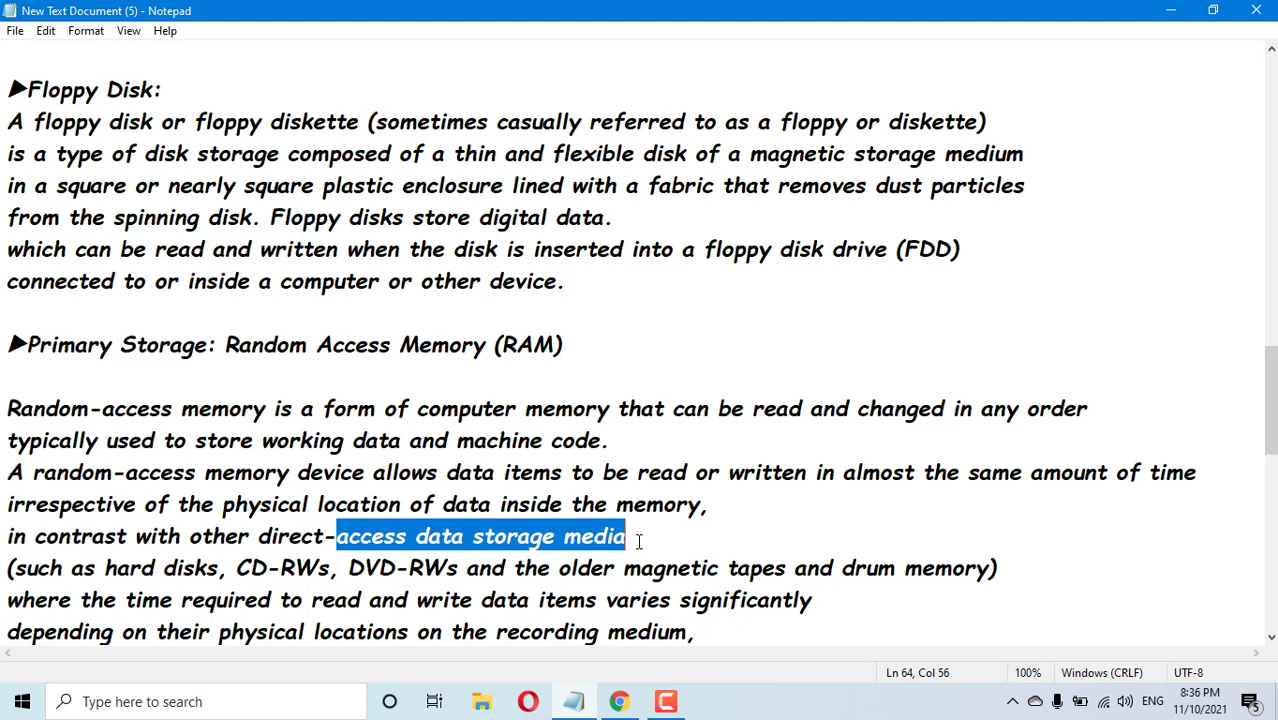 New Text Document (5) - Notepad
File Edit Format View Help
▶Floppy Disk:
A floppy disk or floppy diskette (sometimes casually referred to as a floppy or diskette)
is a type of disk storage composed of a thin and flexible disk of a magnetic storage medium
in a square or nearly square plastic enclosure lined with a fabric that removes dust particles
from the spinning disk. Floppy disks store digital data.
which can be read and written when the disk is inserted into a floppy disk drive (FDD)
connected to or inside a computer or other device.
▶Primary Storage: Random Access Memory (RAM)
Random-access memory is a form of computer memory that can be read and changed in any order
typically used to store working data and machine code.
A random-access memory device allows data items to be read or written in almost the same amount of time
irrespective of the physical location of data inside the memory,
in contrast with other direct-access data storage media
(such as hard disks, CD-RWs, DVD-RWs and the older magnetic tapes and drum memory)
where the time required to read and write data items varies significantly
depending on their physical locations on the recording medium,
Ln 64, Col 56 100% Windows (CRLF) UTF-8
Type here to search ENG 8:36 PM
11/10/2021 5